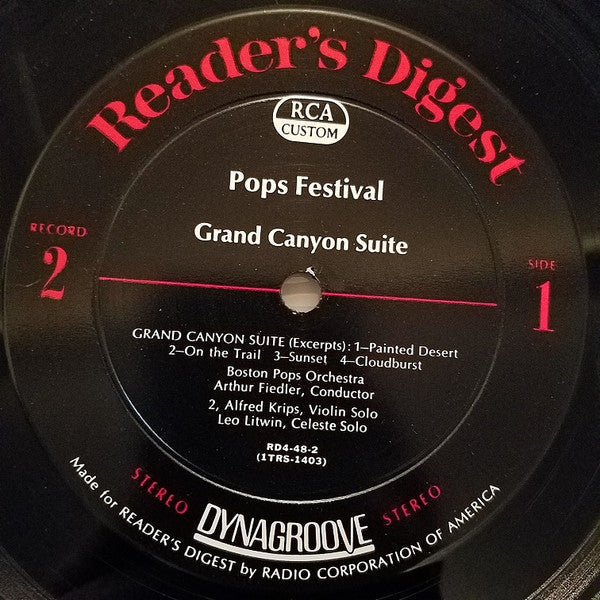 Reader's Digest
RCA
CUSTOM
Pops Festival
Grand Canyon Suite
RECORD
2
SIDE
1
GRAND CANYON SUITE (Excerpts): 1—Painted Desert
2—On the Trail 3—Sunset 4—Cloudburst
Boston Pops Orchestra
Arthur Fiedler, Conductor
2, Alfred Krips, Violin Solo
Leo Litwin, Celeste Solo
RD4-48-2
(1TRS-1403)
STEREO
DYNAGROOVE
STEREO
Made for READER'S DIGEST by RADIO CORPORATION OF AMERICA